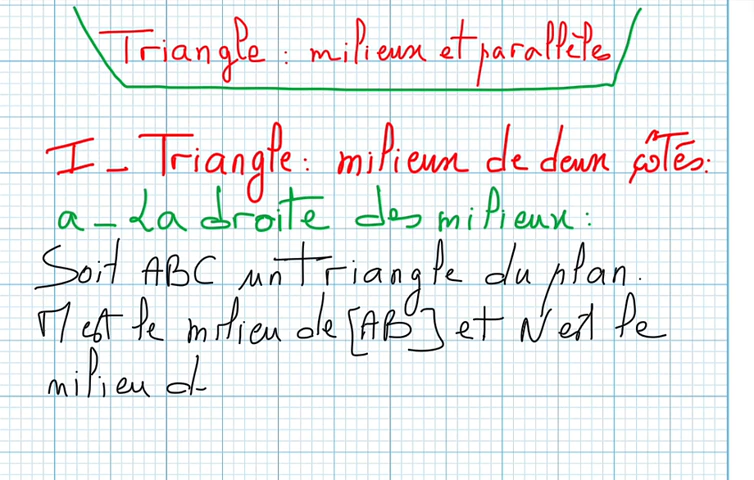 Triangle : milieux et parallèles
I - Triangle : milieux de deux côtés :
a - La droite des milieux :
Soit ABC un triangle du plan.
M est le milieu de [AB] et N est le
milieu d